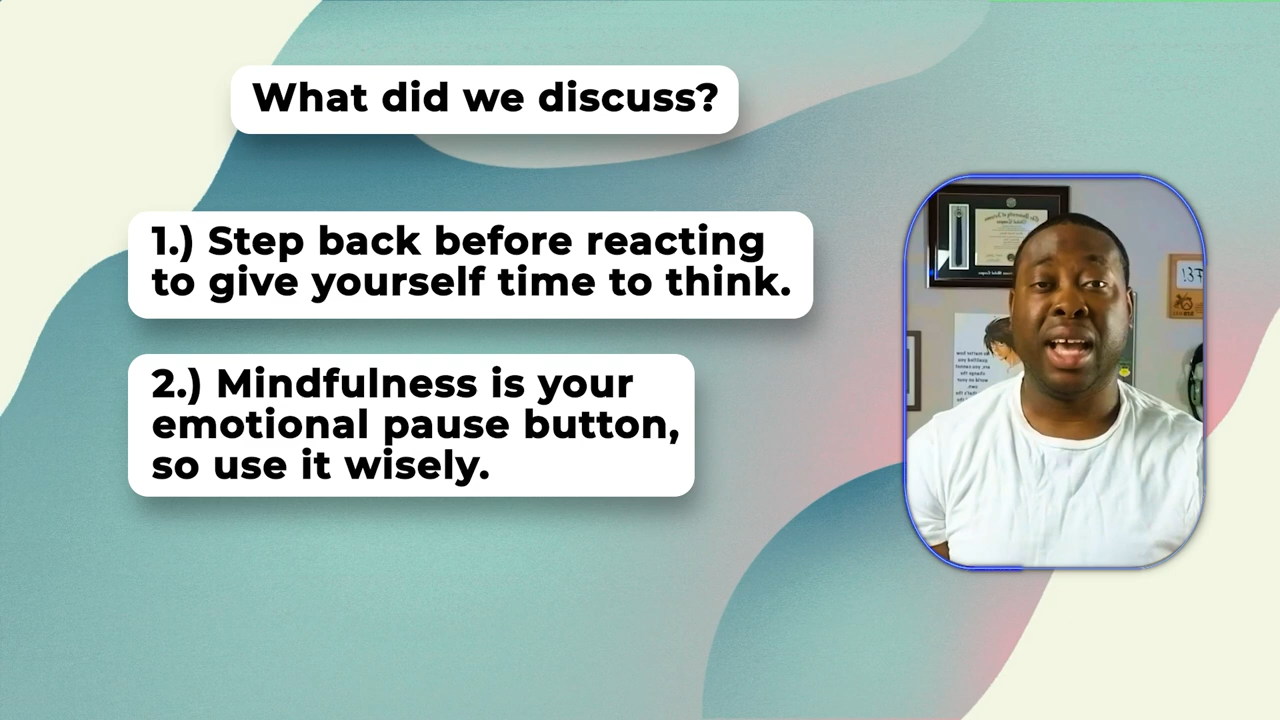 What did we discuss?
1.) Step back before reacting
to give yourself time to think.
2.) Mindfulness is your
emotional pause button,
so use it wisely.